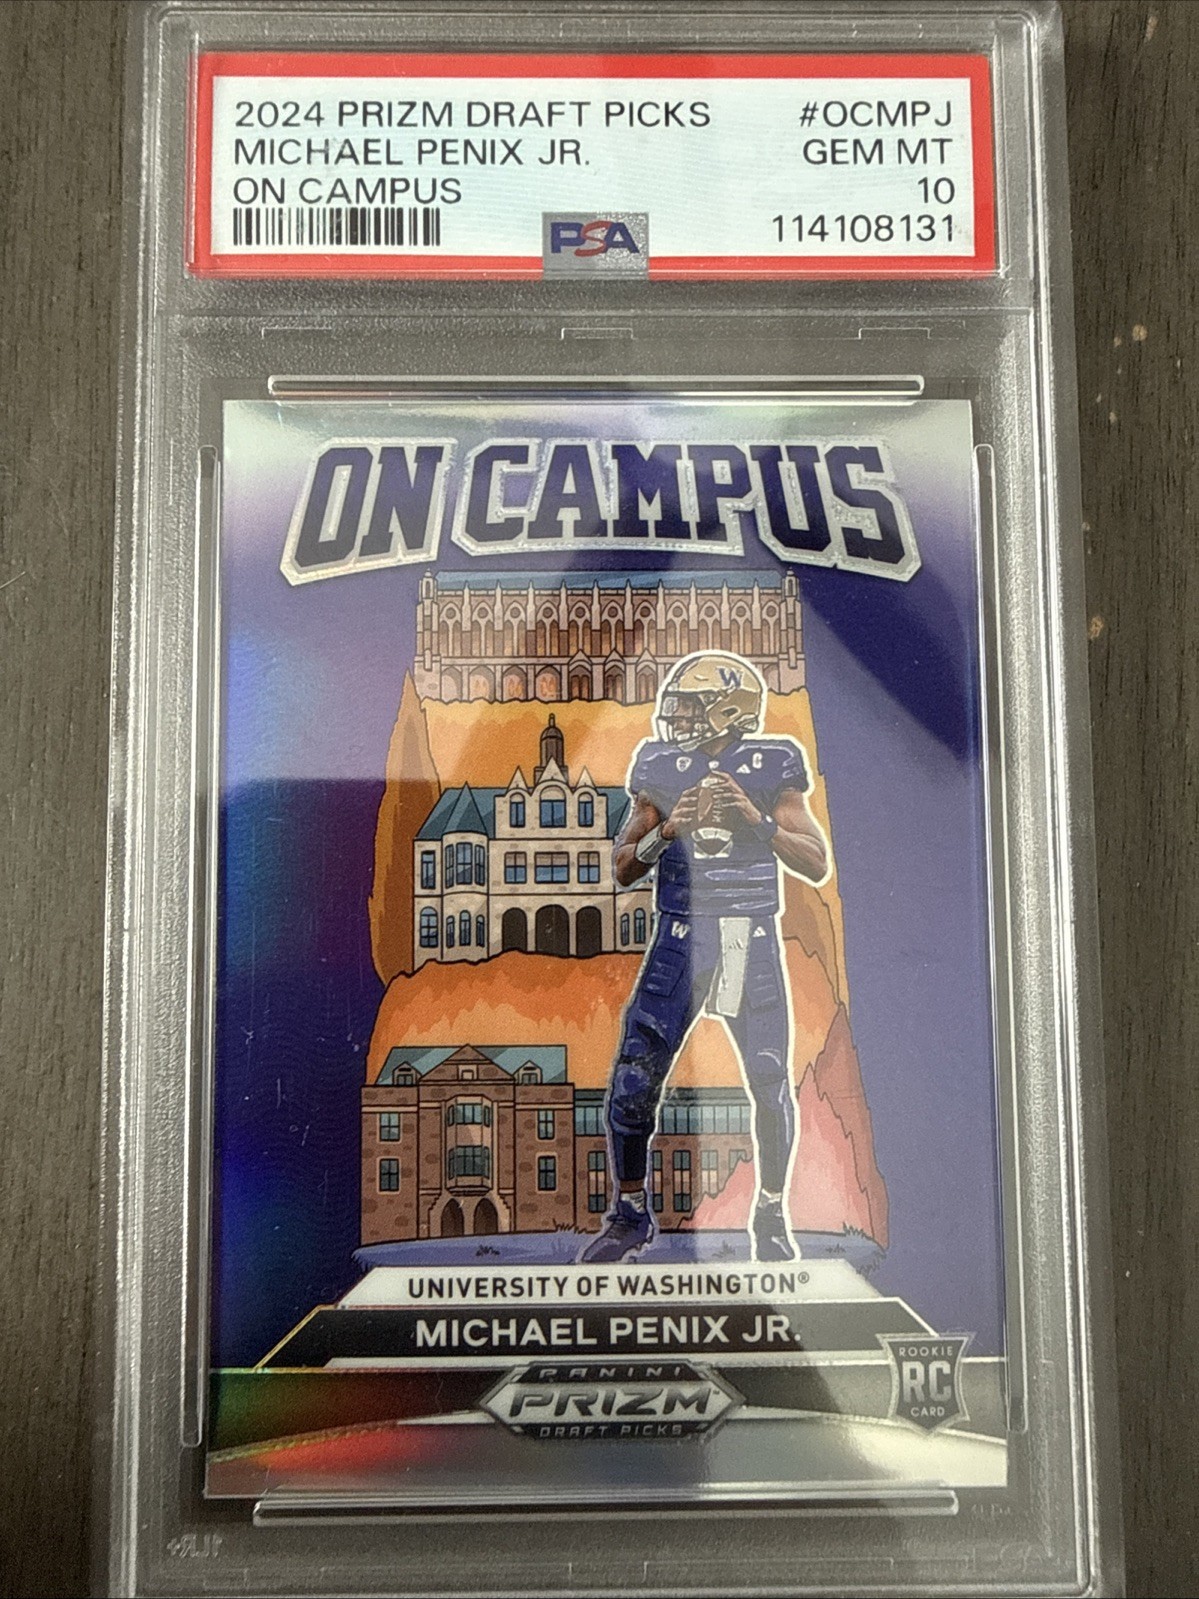 2024 PRIZM DRAFT PICKS #OCMPJ
MICHAEL PENIX JR. GEM MT
ON CAMPUS 10
PSA 114108131
ON CAMPUS
W
C
W
UNIVERSITY OF WASHINGTON®
MICHAEL PENIX JR.
ROOKIE
RC
CARD
PANINI
PRIZM
DRAFT PICKS